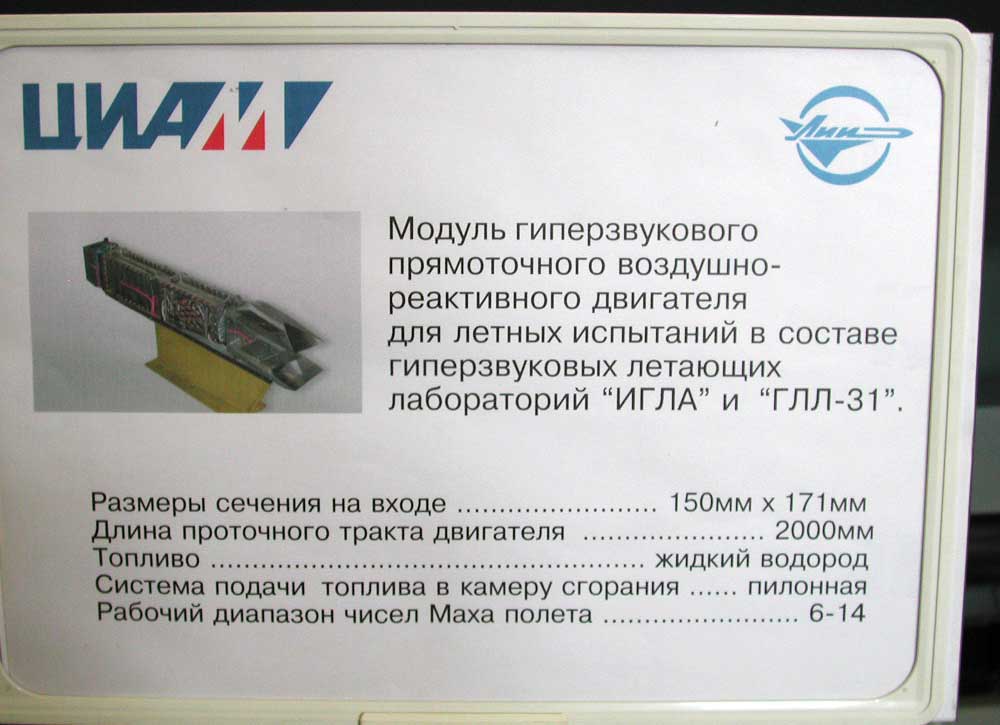 ЦИАМ
ЛИИ
Модуль гиперзвукового
прямоточного воздушно-
реактивного двигателя
для летных испытаний в составе
гиперзвуковых летающих
лабораторий “ИГЛА” и “ГЛЛ-31”.
Размеры сечения на входе ........................ 150мм x 171мм
Длина проточного тракта двигателя ...................... 2000мм
Топливо .................................................... жидкий водород
Система подачи топлива в камеру сгорания ...... пилонная
Рабочий диапазон чисел Маха полета ........................ 6-14